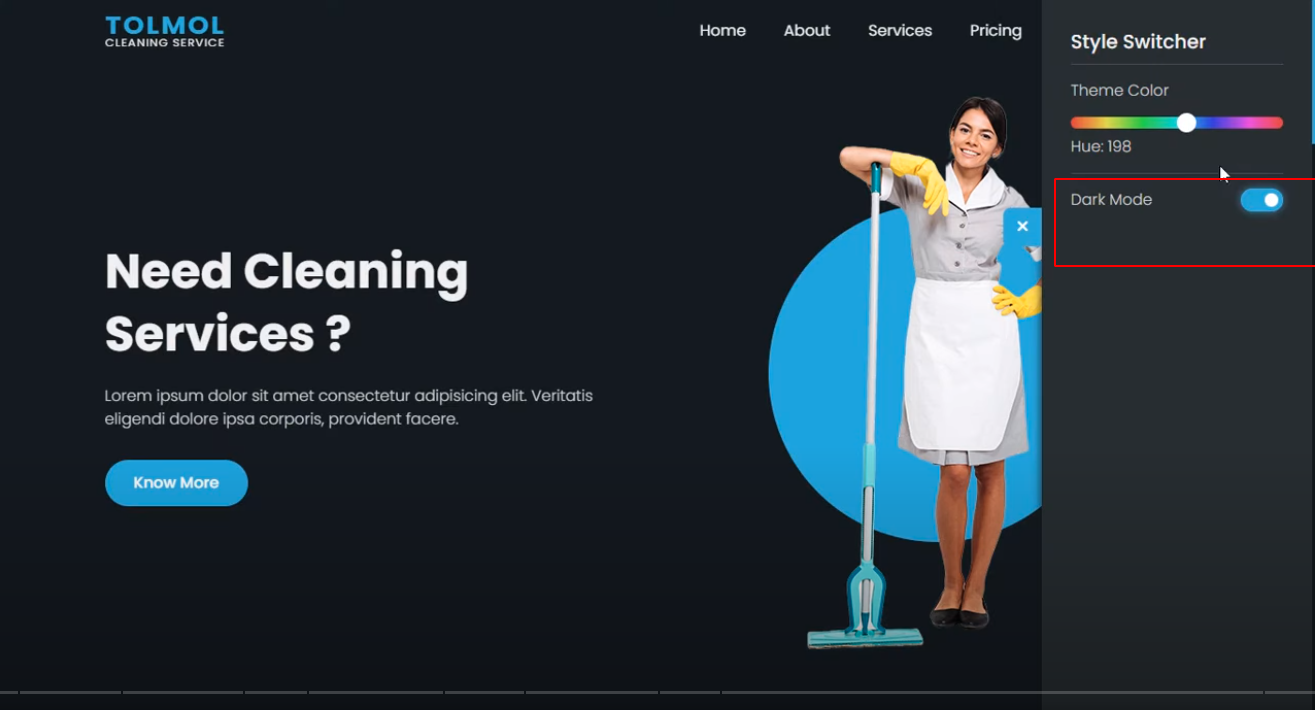 TOLMOL
CLEANING SERVICE
Home About Services Pricing
Need Cleaning
Services ?
Lorem ipsum dolor sit amet consectetur adipisicing elit. Veritatis
eligendi dolore ipsa corporis, provident facere.
Know More
Style Switcher
Theme Color
Hue: 198
Dark Mode